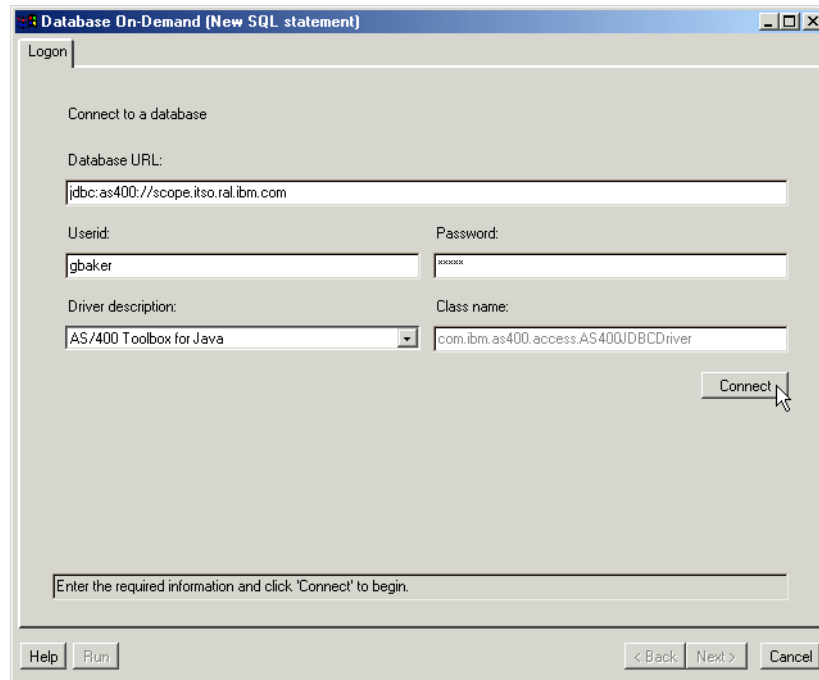 Database On-Demand (New SQL statement)
Logon
Connect to a database
Database URL:
jdbc:as400://scope.itso.ral.ibm.com
Userid: Password:
gbaker xxxxx
Driver description: Class name:
AS/400 Toolbox for Java com.ibm.as400.access.AS400JDBCDriver
Connect
Enter the required information and click 'Connect' to begin.
Help Run < Back Next > Cancel